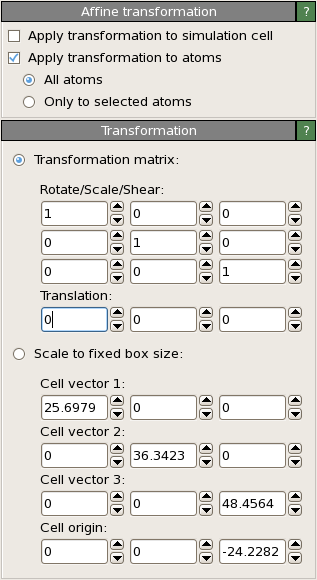 Affine transformation ?
Apply transformation to simulation cell
Apply transformation to atoms
All atoms
Only to selected atoms
Transformation ?
Transformation matrix:
Rotate/Scale/Shear:
1 0 0
0 1 0
0 0 1
Translation:
0 0 0
Scale to fixed box size:
Cell vector 1:
25.6979 0 0
Cell vector 2:
0 36.3423 0
Cell vector 3:
0 0 48.4564
Cell origin:
0 0 -24.2282